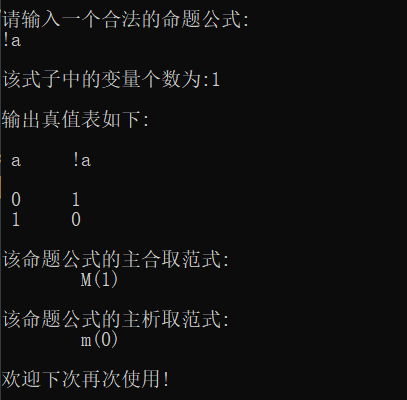 请输入一个合法的命题公式:
!a
该式子中的变量个数为:1
输出真值表如下:
a !a
0 1
1 0
该命题公式的主合取范式:
M(1)
该命题公式的主析取范式:
m(0)
欢迎下次再次使用!